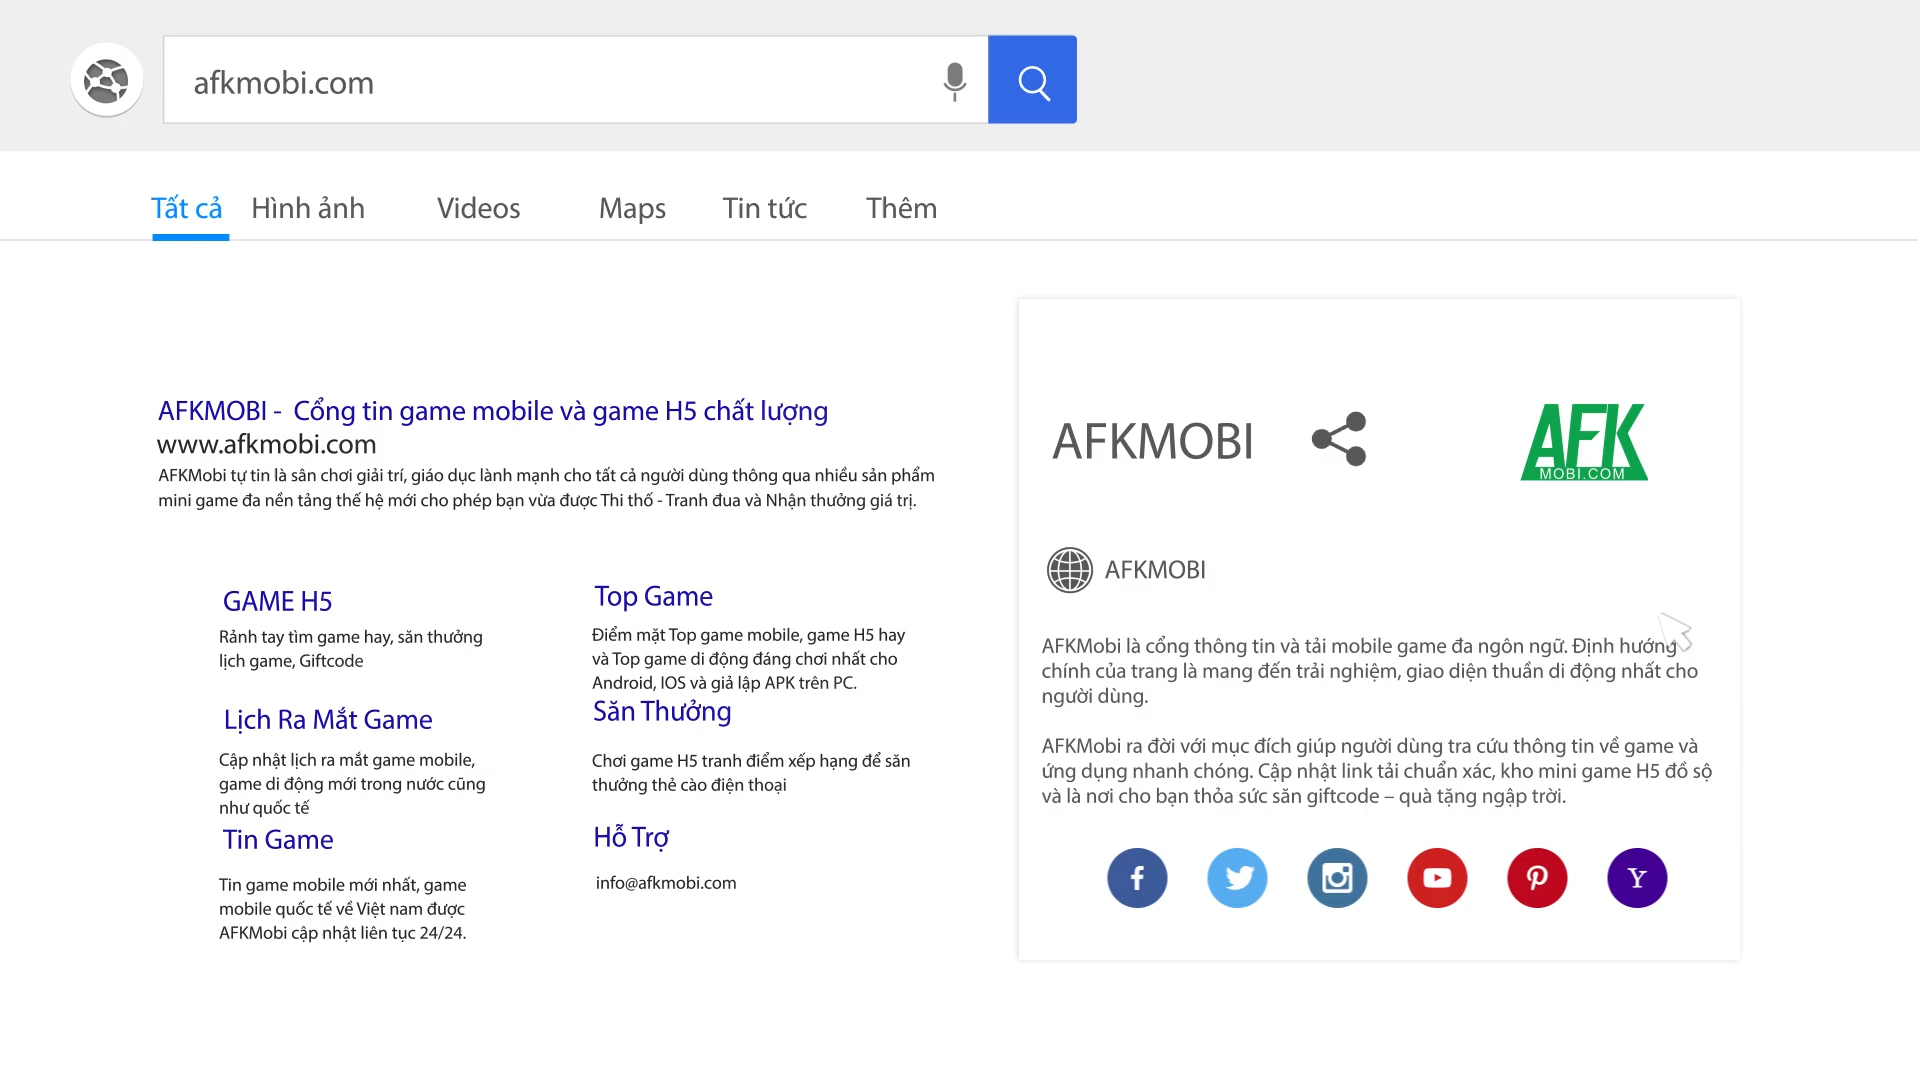 afkmobi.com
Tất cả Hình ảnh Videos Maps Tin tức Thêm
AFKMOBI - Cổng tin game mobile và game H5 chất lượng
www.afkmobi.com
AFKMobi tự tin là sân chơi giải trí, giáo dục lành mạnh cho tất cả người dùng thông qua nhiều sản phẩm
mini game đa nền tảng thế hệ mới cho phép bạn vừa được Thi thố - Tranh đua và Nhận thưởng giá trị.
GAME H5
Rảnh tay tìm game hay, săn thưởng
lịch game, Giftcode
Lịch Ra Mắt Game
Cập nhật lịch ra mắt game mobile,
game di động mới trong nước cũng
như quốc tế
Tin Game
Tin game mobile mới nhất, game
mobile quốc tế về Việt nam được
AFKMobi cập nhật liên tục 24/24.
Top Game
Điểm mặt Top game mobile, game H5 hay
và Top game di động đáng chơi nhất cho
Android, IOS và giả lập APK trên PC.
Săn Thưởng
Chơi game H5 tranh điểm xếp hạng để săn
thưởng thẻ cào điện thoại
Hỗ Trợ
info@afkmobi.com
AFKMOBI
AFK
MOBI.COM
AFKMOBI
AFKMobi là cổng thông tin và tải mobile game đa ngôn ngữ. Định hướng
chính của trang là mang đến trải nghiệm, giao diện thuần di động nhất cho
người dùng.
AFKMobi ra đời với mục đích giúp người dùng tra cứu thông tin về game và
ứng dụng nhanh chóng. Cập nhật link tải chuẩn xác, kho mini game H5 đồ sộ
và là nơi cho bạn thỏa sức săn giftcode – quà tặng ngập trời.